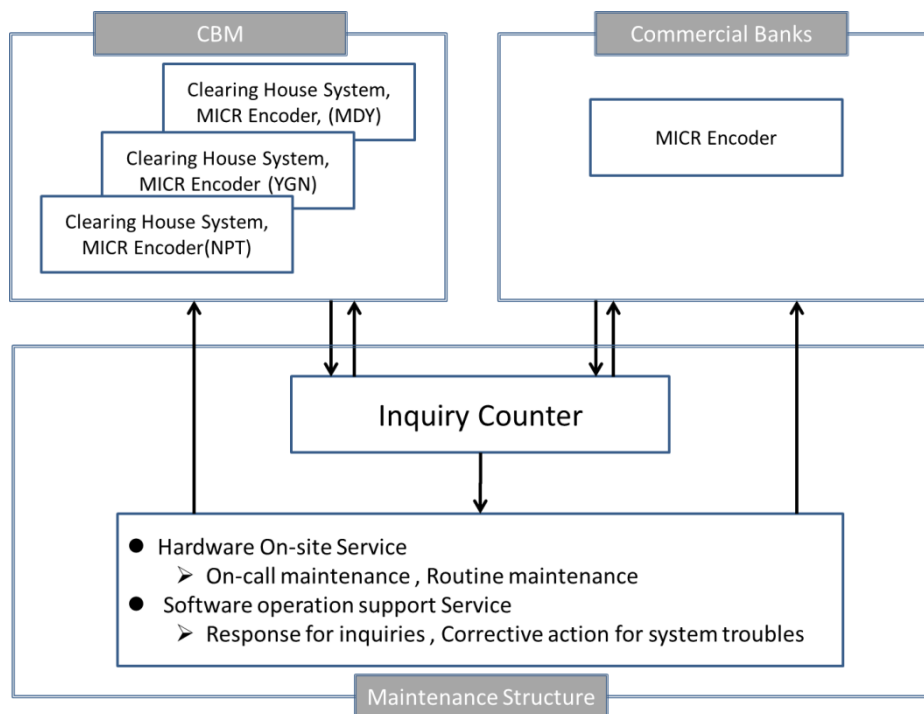 CBM
Clearing House System,
MICR Encoder, (MDY)
Clearing House System,
MICR Encoder (YGN)
Clearing House System,
MICR Encoder(NPT)
Commercial Banks
MICR Encoder
Inquiry Counter
● Hardware On-site Service
➢ On-call maintenance , Routine maintenance
● Software operation support Service
➢ Response for inquiries , Corrective action for system troubles
Maintenance Structure